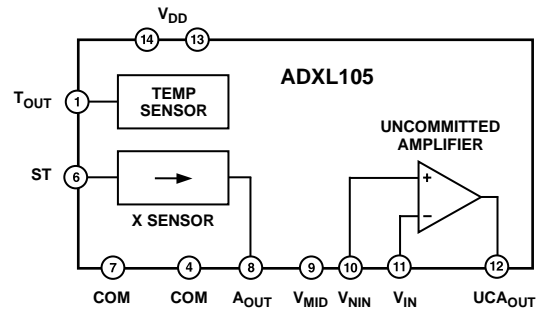 VDD
14 13
ADXL105
TOUT
1
TEMP
SENSOR
UNCOMMITTED
AMPLIFIER
ST
6
+
−
X SENSOR
7 4 8 9 10 11 12
COM COM AOUT VMID VNIN VIN UCAOUT